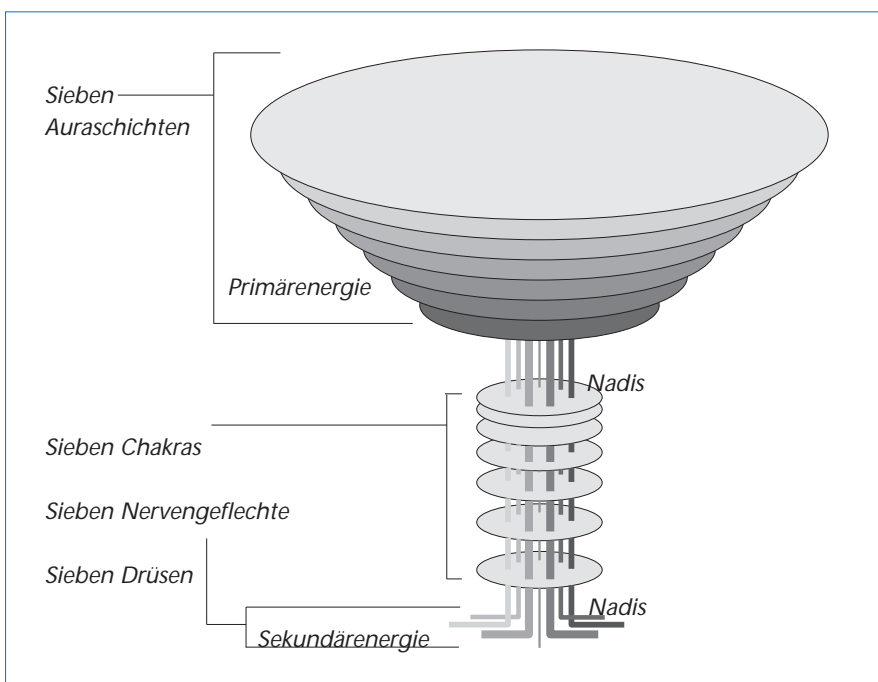 Sieben
Auraschichten
Primärenergie
Nadis
Sieben Chakras
Sieben Nervengeflechte
Sieben Drüsen
Nadis
Sekundärenergie